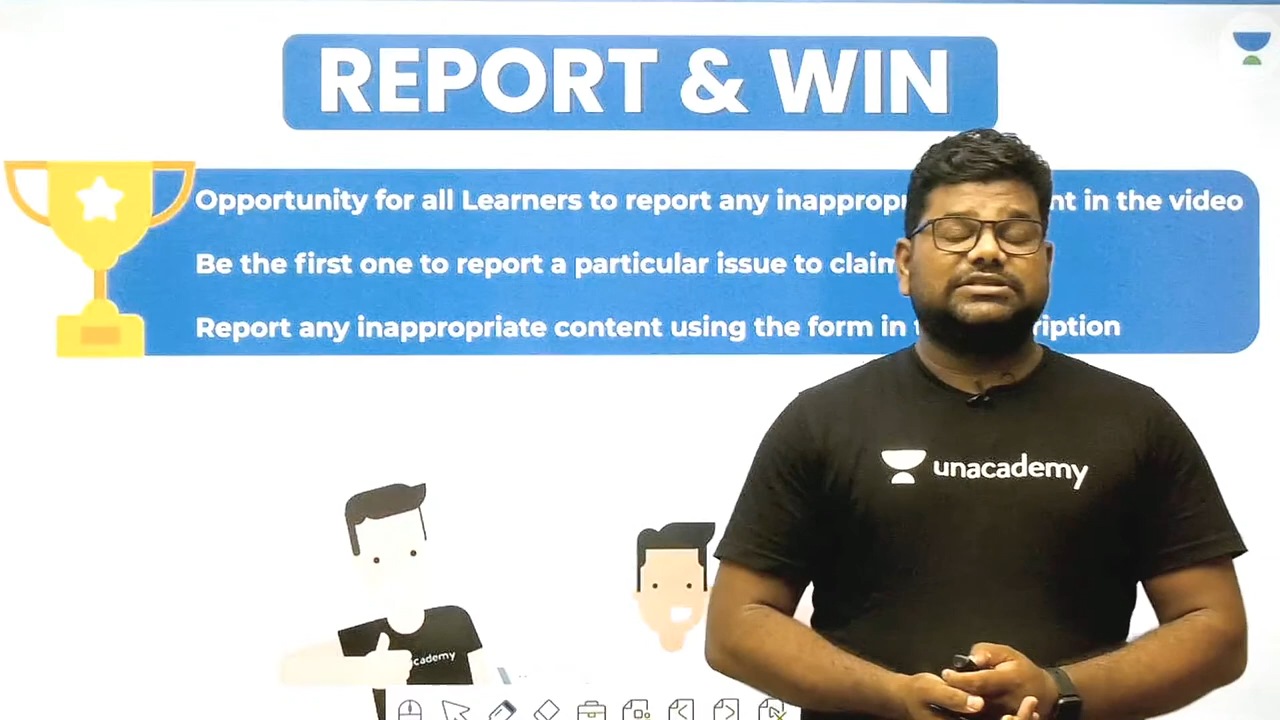 REPORT & WIN
Opportunity for all Learners to report any in the video
Be the first one to report a particular issue to
Report any inappropriate content using the form in
unacademy